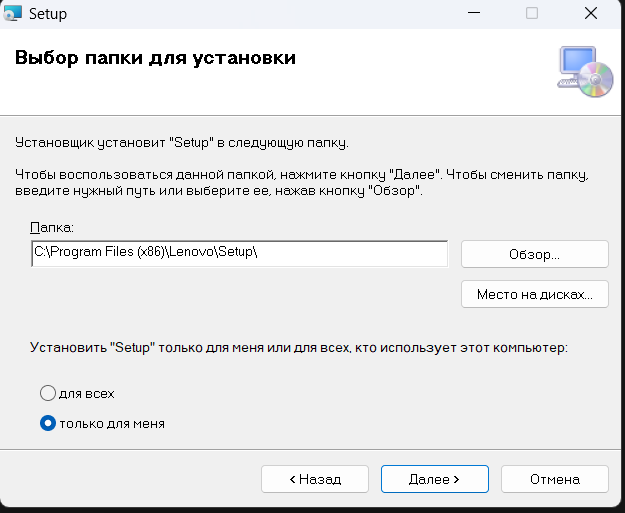 Setup
Выбор папки для установки
Установщик установит "Setup" в следующую папку.
Чтобы воспользоваться данной папкой, нажмите кнопку "Далее". Чтобы сменить папку,
введите нужный путь или выберите ее, нажав кнопку "Обзор".
Папка:
C:\Program Files (x86)\Lenovo\Setup\
Обзор...
Место на дисках...
Установить "Setup" только для меня или для всех, кто использует этот компьютер:
для всех
только для меня
< Назад
Далее >
Отмена